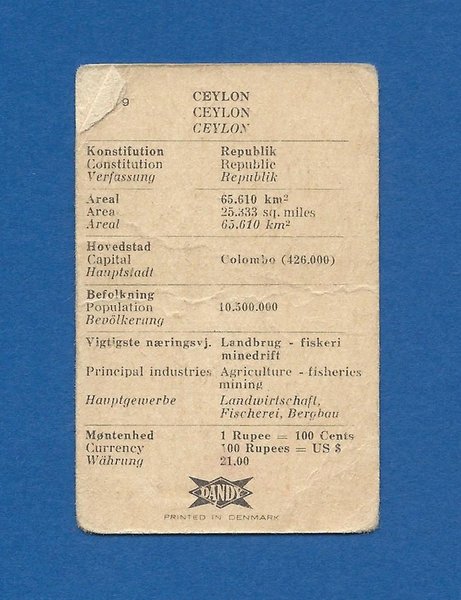 9
CEYLON
CEYLON
CEYLON
Konstitution Republik
Constitution Republic
Verfassung Republik
Areal 65.610 km²
Area 25.333 sq. miles
Areal 65.610 km²
Hovedstad
Capital Colombo (426.000)
Hauptstadt
Befolkning
Population 10.500.000
Bevölkerung
Vigtigste næringsvj. Landbrug - fiskeri
minedrift
Principal industries Agriculture - fisheries
mining
Hauptgewerbe Landwirtschaft,
Fischerei, Bergbau
Møntenhed 1 Rupee = 100 Cents
Currency 100 Rupees = US $
Währung 21.00
DANDY
PRINTED IN DENMARK